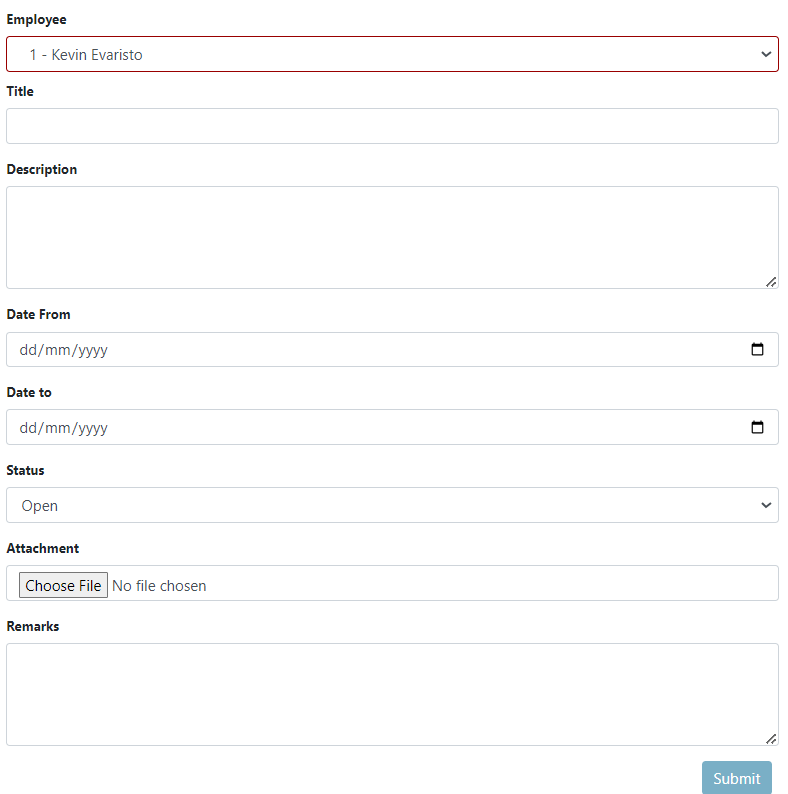 Employee
1 - Kevin Evaristo
Title
Description
Date From
dd/mm/yyyy
Date to
dd/mm/yyyy
Status
Open
Attachment
Choose File No file chosen
Remarks
Submit